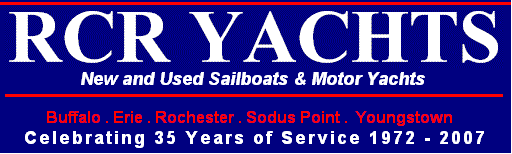 RCR YACHTS
New and Used Sailboats & Motor Yachts
Buffalo . Erie . Rochester . Sodus Point . Youngstown
Celebrating 35 Years of Service 1972 - 2007